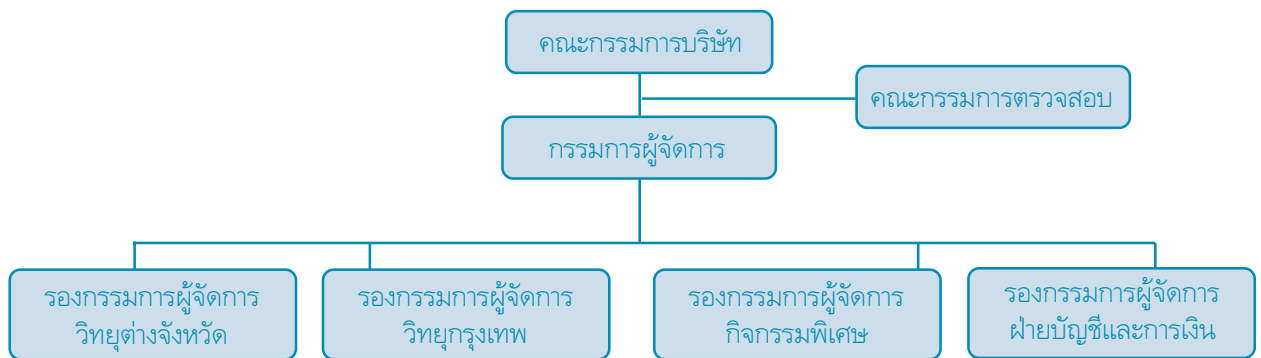 คณะกรรมการบริษัท
คณะกรรมการตรวจสอบ
กรรมการผู้จัดการ
รองกรรมการผู้จัดการ
วิทยุต่างจังหวัด
รองกรรมการผู้จัดการ
วิทยุกรุงเทพ
รองกรรมการผู้จัดการ
กิจกรรมพิเศษ
รองกรรมการผู้จัดการ
ฝ่ายบัญชีและการเงิน